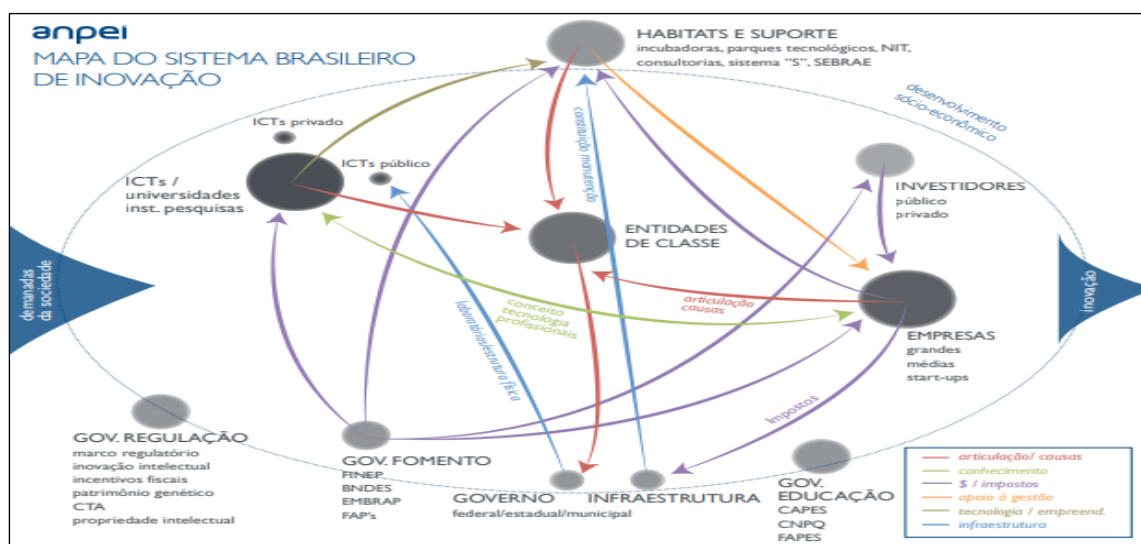 anpei
MAPA DO SISTEMA BRASILEIRO
DE INOVAÇÃO
HABITATS E SUPORTE
incubadoras, parques tecnológicos, NIT,
consultorias, sistema "S", SEBRAE
desenvolvimento
sócio-econômico
ICTs privado
ICTs público
ICTs /
universidades
inst. pesquisas
constituição manutenção
INVESTIDORES
público
privado
ENTIDADES
DE CLASSE
demanadas
da sociedade
inovação
articulação
causas
conceito
tecnologia
profissionais
laboratórios/estrutura física
EMPRESAS
grandes
médias
start-ups
Impostos
GOV. REGULAÇÃO
marco regulatório
inovação intelectual
incentivos fiscais
patrimônio genético
CTA
propriedade intelectual
GOV. FOMENTO
FINEP
BNDES
EMBRAP
FAP's
GOVERNO
federal/estadual/municipal
INFRAESTRUTURA
GOV.
EDUCAÇÃO
CAPES
CNPQ
FAPES
articulação/ causas
conhecimento
$ / impostos
apoio à gestão
tecnologia / empreend.
infraestrutura